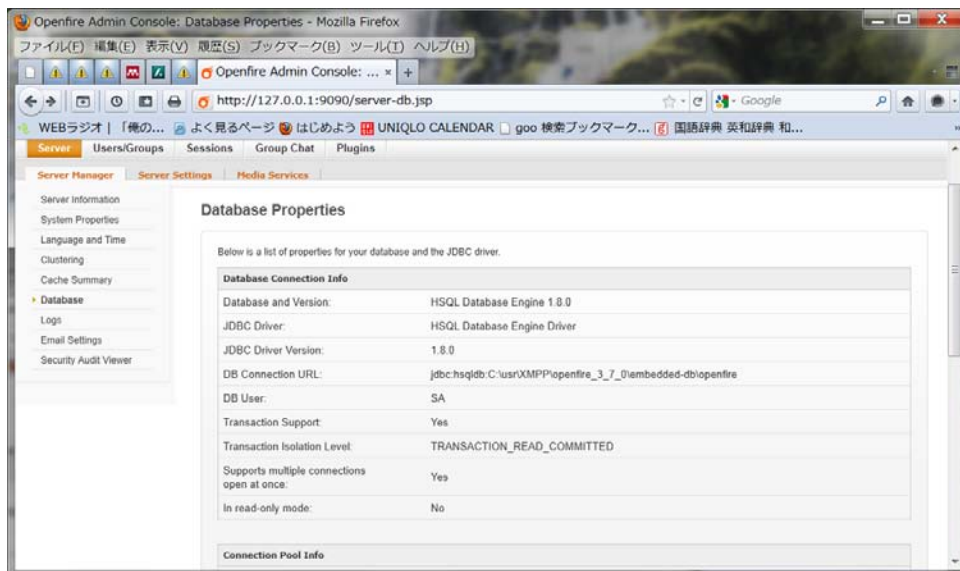 Openfire Admin Console: Database Properties - Mozilla Firefox
ファイル(F) 編集(E) 表示(V) 履歴(S) ブックマーク(B) ツール(T) ヘルプ(H)
Openfire Admin Console: ... × +
http://127.0.0.1:9090/server-db.jsp
Google
WEBラジオ | 「俺の... よく見るページ はじめよう UNIQLO CALENDAR goo 検索ブックマーク... 国語辞典 英和辞典 和...
Server Users/Groups Sessions Group Chat Plugins
Server Manager Server Settings Media Services
Server Information
System Properties
Language and Time
Clustering
Cache Summary
Database
Logs
Email Settings
Security Audit Viewer
Database Properties
Below is a list of properties for your database and the JDBC driver.
Database Connection Info
Database and Version: HSQL Database Engine 1.8.0
JDBC Driver: HSQL Database Engine Driver
JDBC Driver Version: 1.8.0
DB Connection URL: jdbc:hsqldb:C:\usr\XMPP\openfire_3_7_0\embedded-db\openfire
DB User: SA
Transaction Support: Yes
Transaction Isolation Level: TRANSACTION_READ_COMMITTED
Supports multiple connections
open at once: Yes
In read-only mode: No
Connection Pool Info